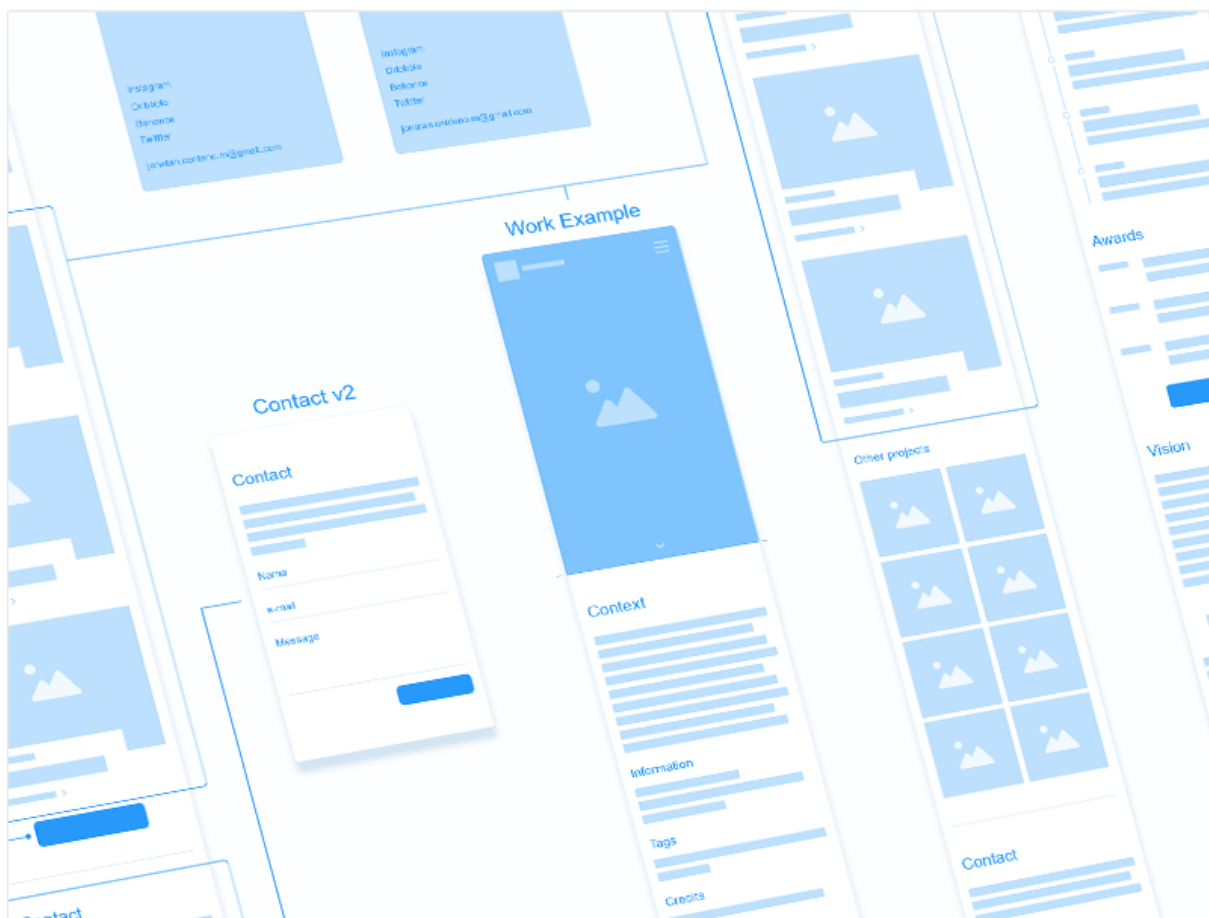 Instagram
Dribbble
Behance
Twitter
Instagram
Dribbble
Behance
Twitter
Work Example
Contact v2
Contact
Name
e-mail
Message
Context
Information
Tags
Credits
Other projects
Contact
Awards
Vision
Contact